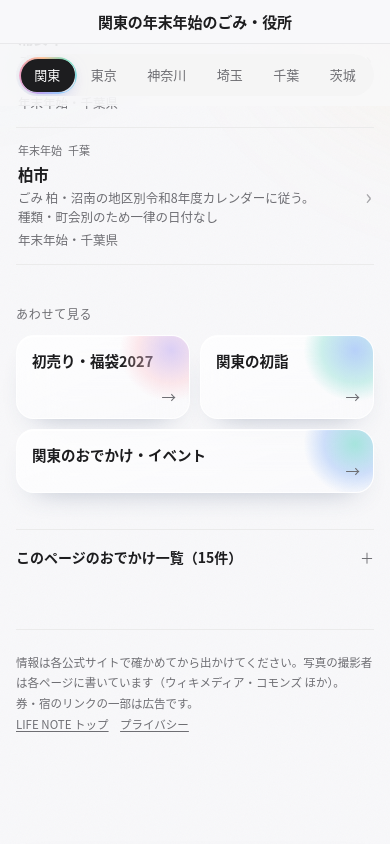 関東の年末年始のごみ・役所
関東
東京
神奈川
埼玉
千葉
茨城
年末年始・千葉県
年末年始 千葉
柏市
ごみ 柏・沼南の地区別令和8年度カレンダーに従う。
種類・町会別のため一律の日付なし
›
年末年始・千葉県
あわせて見る
初売り・福袋2027
→
関東の初詣
→
関東のおでかけ・イベント
→
このページのおでかけ一覧（15件）
＋
情報は各公式サイトで確かめてから出かけてください。写真の撮影者
は各ページに書いています（ウィキメディア・コモンズ ほか）。
券・宿のリンクの一部は広告です。
LIFE NOTE トップ プライバシー